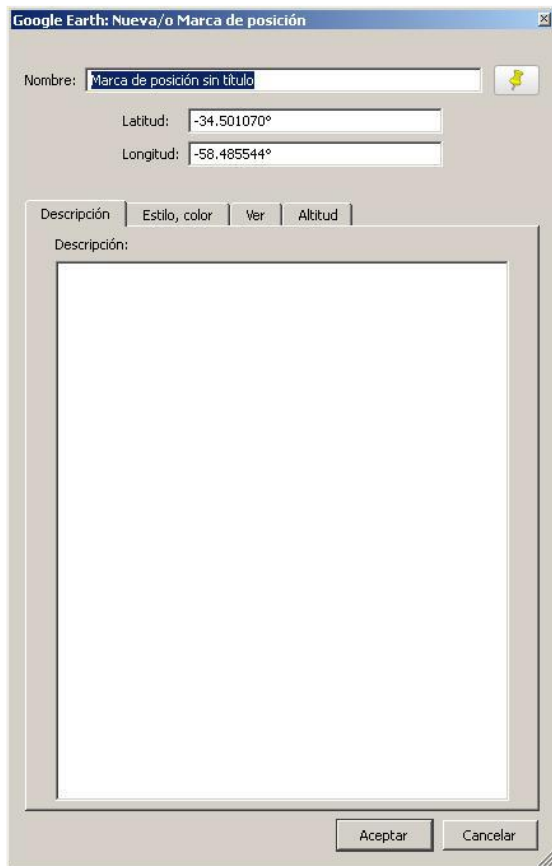 Google Earth: Nueva/o Marca de posición
Nombre: Marca de posición sin título
Latitud: -34.501070°
Longitud: -58.485544°
Descripción Estilo, color Ver Altitud
Descripción:
Aceptar Cancelar